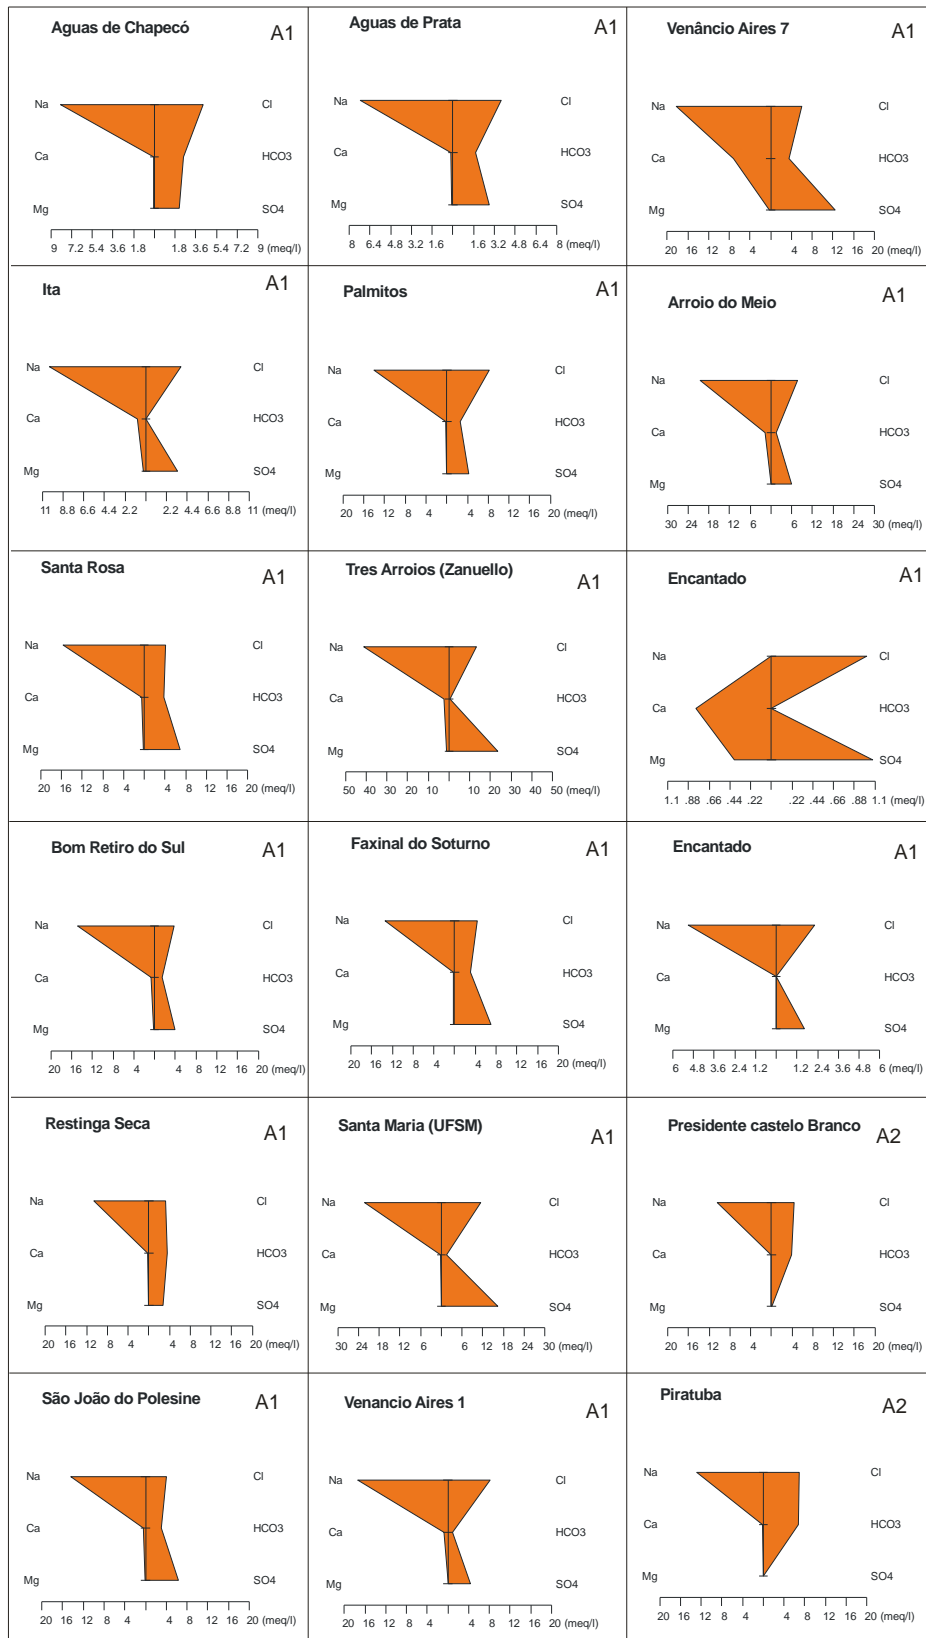 Aguas de Chapecó A1
Na Cl
Ca HCO3
Mg SO4
9 7.2 5.4 3.6 1.8 1.8 3.6 5.4 7.2 9 (meq/l)
Aguas de Prata A1
Na Cl
Ca HCO3
Mg SO4
8 6.4 4.8 3.2 1.6 1.6 3.2 4.8 6.4 8 (meq/l)
Venâncio Aires 7 A1
Na Cl
Ca HCO3
Mg SO4
20 16 12 8 4 4 8 12 16 20 (meq/l)
Ita A1
Na Cl
Ca HCO3
Mg SO4
11 8.8 6.6 4.4 2.2 2.2 4.4 6.6 8.8 11 (meq/l)
Palmitos A1
Na Cl
Ca HCO3
Mg SO4
20 16 12 8 4 4 8 12 16 20 (meq/l)
Arroio do Meio A1
Na Cl
Ca HCO3
Mg SO4
30 24 18 12 6 6 12 18 24 30 (meq/l)
Santa Rosa A1
Na Cl
Ca HCO3
Mg SO4
20 16 12 8 4 4 8 12 16 20 (meq/l)
Tres Arroios (Zanuello) A1
Na Cl
Ca HCO3
Mg SO4
50 40 30 20 10 10 20 30 40 50 (meq/l)
Encantado A1
Na Cl
Ca HCO3
Mg SO4
1.1 .88 .66 .44 .22 .22 .44 .66 .88 1.1 (meq/l)
Bom Retiro do Sul A1
Na Cl
Ca HCO3
Mg SO4
20 16 12 8 4 4 8 12 16 20 (meq/l)
Faxinal do Soturno A1
Na Cl
Ca HCO3
Mg SO4
20 16 12 8 4 4 8 12 16 20 (meq/l)
Encantado A1
Na Cl
Ca HCO3
Mg SO4
6 4.8 3.6 2.4 1.2 1.2 2.4 3.6 4.8 6 (meq/l)
Restinga Seca A1
Na Cl
Ca HCO3
Mg SO4
20 16 12 8 4 4 8 12 16 20 (meq/l)
Santa Maria (UFSM) A1
Na Cl
Ca HCO3
Mg SO4
30 24 18 12 6 6 12 18 24 30 (meq/l)
Presidente castelo Branco A2
Na Cl
Ca HCO3
Mg SO4
20 16 12 8 4 4 8 12 16 20 (meq/l)
São João do Polesine A1
Na Cl
Ca HCO3
Mg SO4
20 16 12 8 4 4 8 12 16 20 (meq/l)
Venancio Aires 1 A1
Na Cl
Ca HCO3
Mg SO4
20 16 12 8 4 4 8 12 16 20 (meq/l)
Piratuba A2
Na Cl
Ca HCO3
Mg SO4
20 16 12 8 4 4 8 12 16 20 (meq/l)